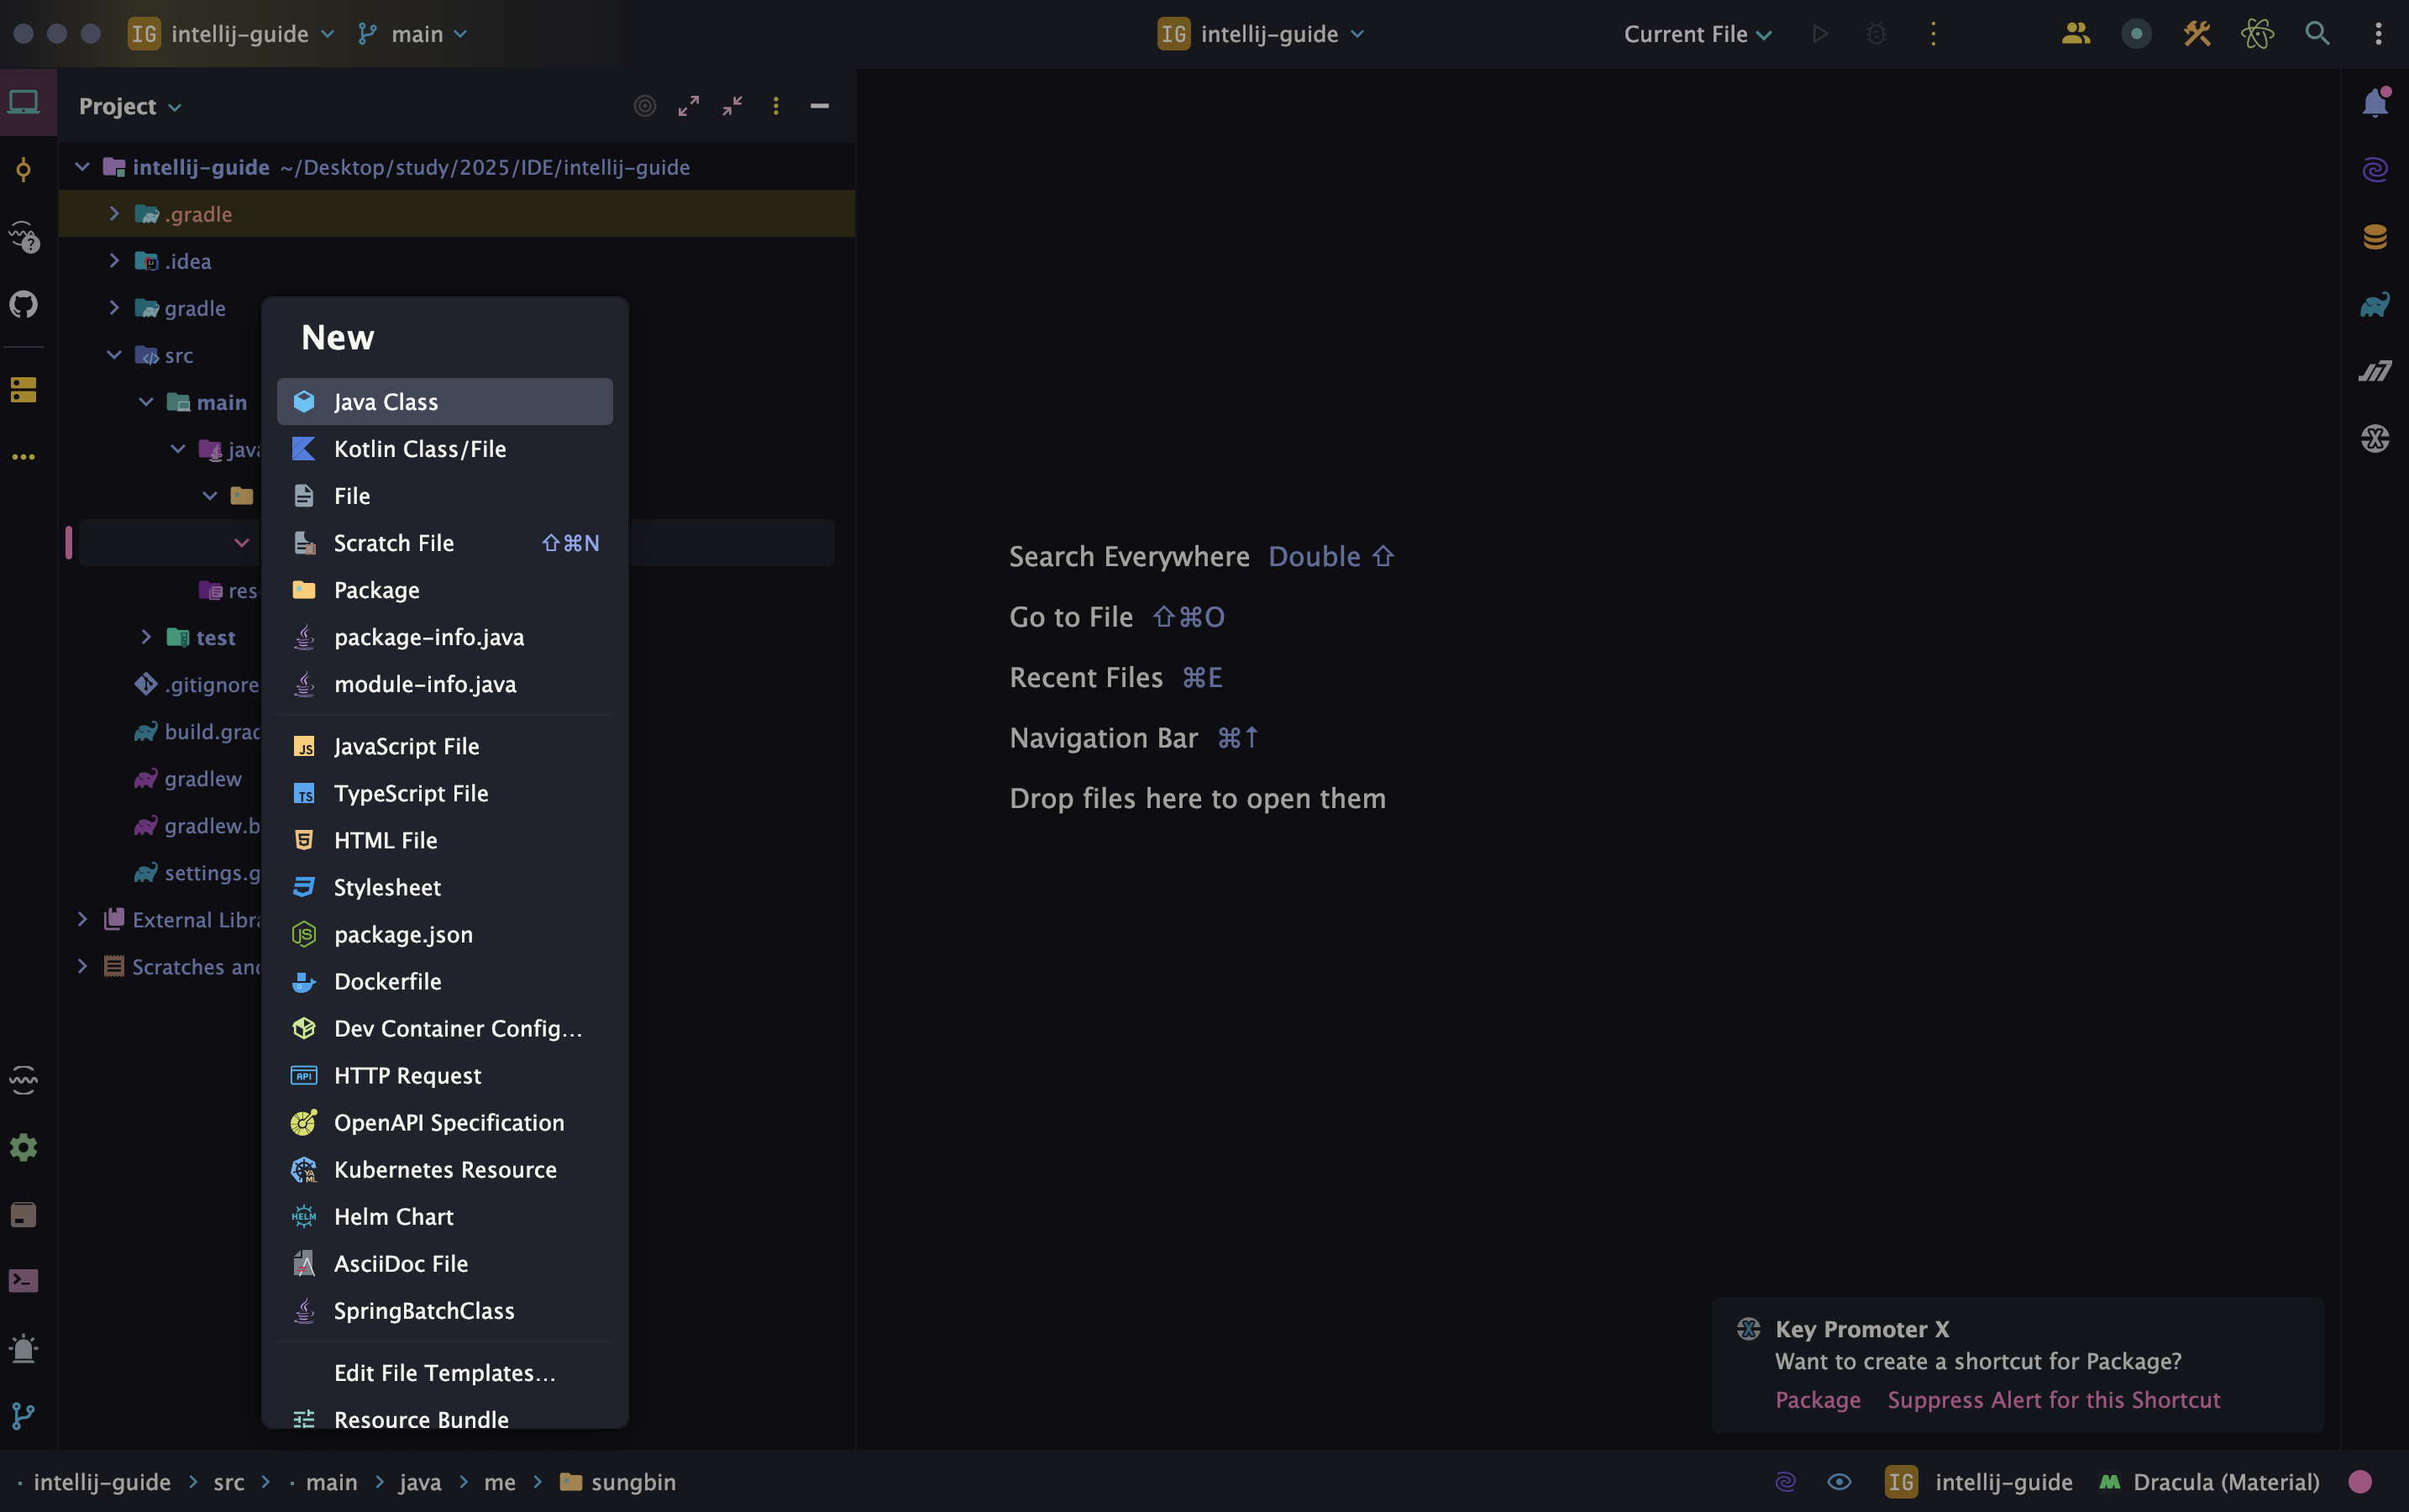 IG intellij-guide main
IG intellij-guide
Current File
Project
intellij-guide ~/Desktop/study/2025/IDE/intellij-guide
.gradle
.idea
gradle
src
main
java
res
test
.gitignore
build.grad
gradlew
gradlew.b
settings.g
External Libra
Scratches and
New
Java Class
Kotlin Class/File
File
Scratch File ⇧⌘N
Package
package-info.java
module-info.java
JS JavaScript File
TS TypeScript File
HTML File
Stylesheet
JS package.json
Dockerfile
Dev Container Config...
API HTTP Request
OpenAPI Specification
YAML Kubernetes Resource
HELM Helm Chart
AsciiDoc File
SpringBatchClass
Edit File Templates...
Resource Bundle
Search Everywhere Double ⇧
Go to File ⇧⌘O
Recent Files ⌘E
Navigation Bar ⌘↑
Drop files here to open them
Key Promoter X
Want to create a shortcut for Package?
Package Suppress Alert for this Shortcut
intellij-guide > src > main > java > me > sungbin
IG intellij-guide Dracula (Material)